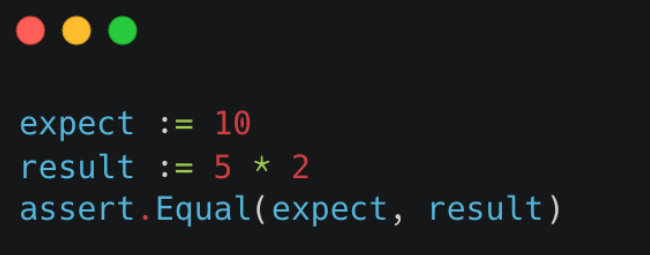 expect := 10
result := 5 * 2
assert.Equal(expect, result)